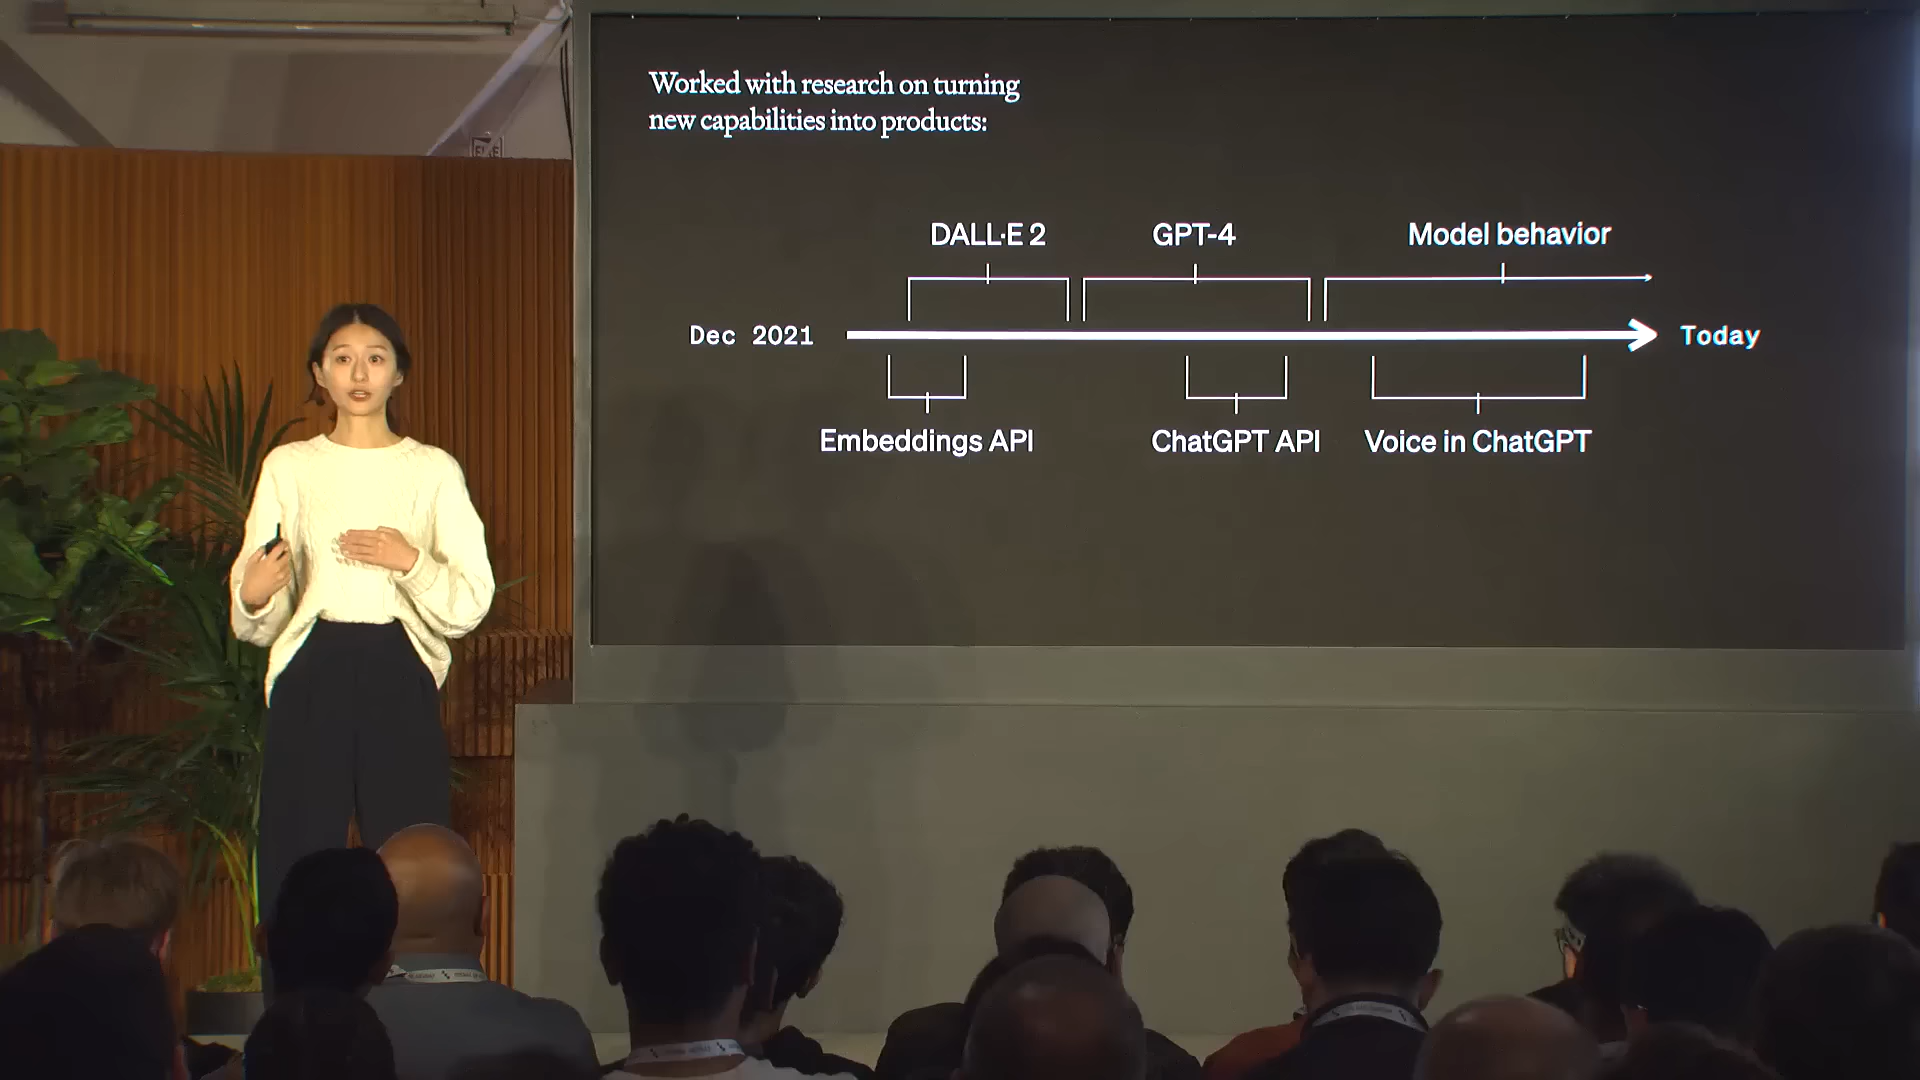 Worked with research on turning
new capabilities into products:
DALL·E 2
GPT-4
Model behavior
Dec 2021
Today
Embeddings API
ChatGPT API
Voice in ChatGPT